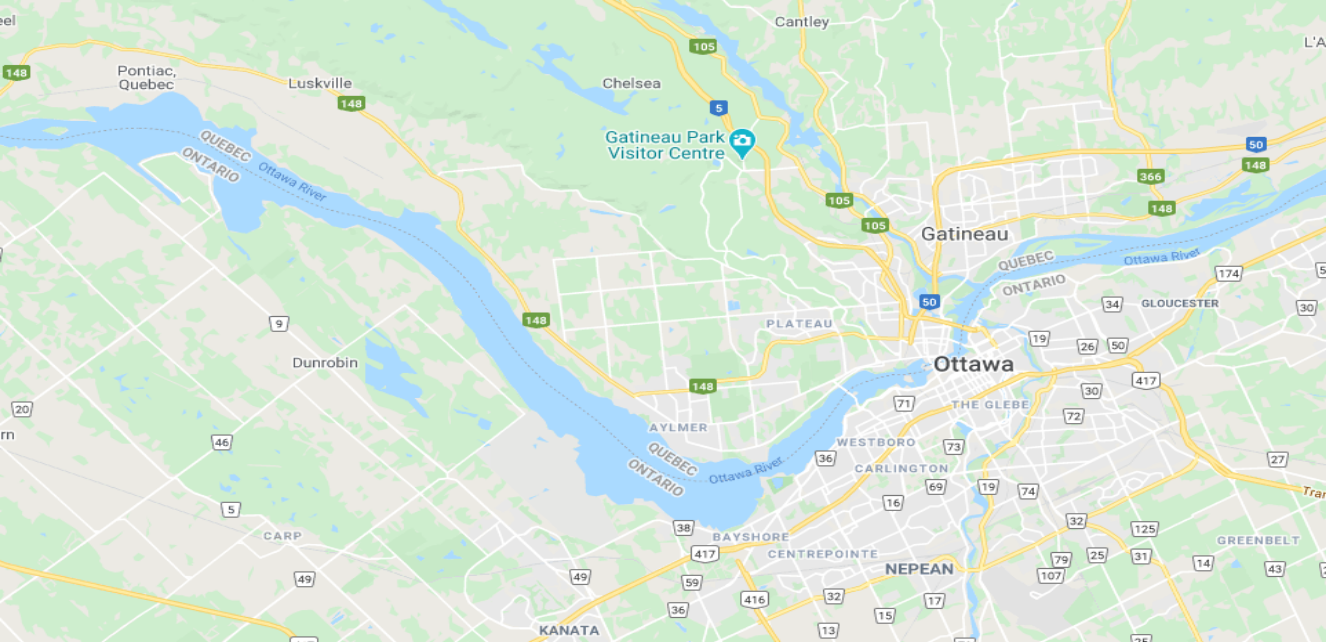 eel
Cantley
L'A
105
148
Pontiac,
Quebec
Luskville
148
Chelsea
5
Gatineau Park
Visitor Centre
50
148
QUEBEC
ONTARIO
Ottawa River
366
105
148
105
Gatineau
QUEBEC
ONTARIO
Ottawa River
174
5
50
34
GLOUCESTER
30
9
148
PLATEAU
19
26
50
Dunrobin
Ottawa
148
417
30
20
71
THE GLEBE
72
rn
46
AYLMER
WESTBORO
73
36
QUEBEC
ONTARIO
Ottawa River
CARLINGTON
27
69
19
74
Tran
16
5
38
32
125
CARP
BAYSHORE
417
CENTREPOINTE
GREENBELT
79
25
31
14
43
2
NEPEAN
107
49
49
59
416
32
17
36
15
13
KANATA
25